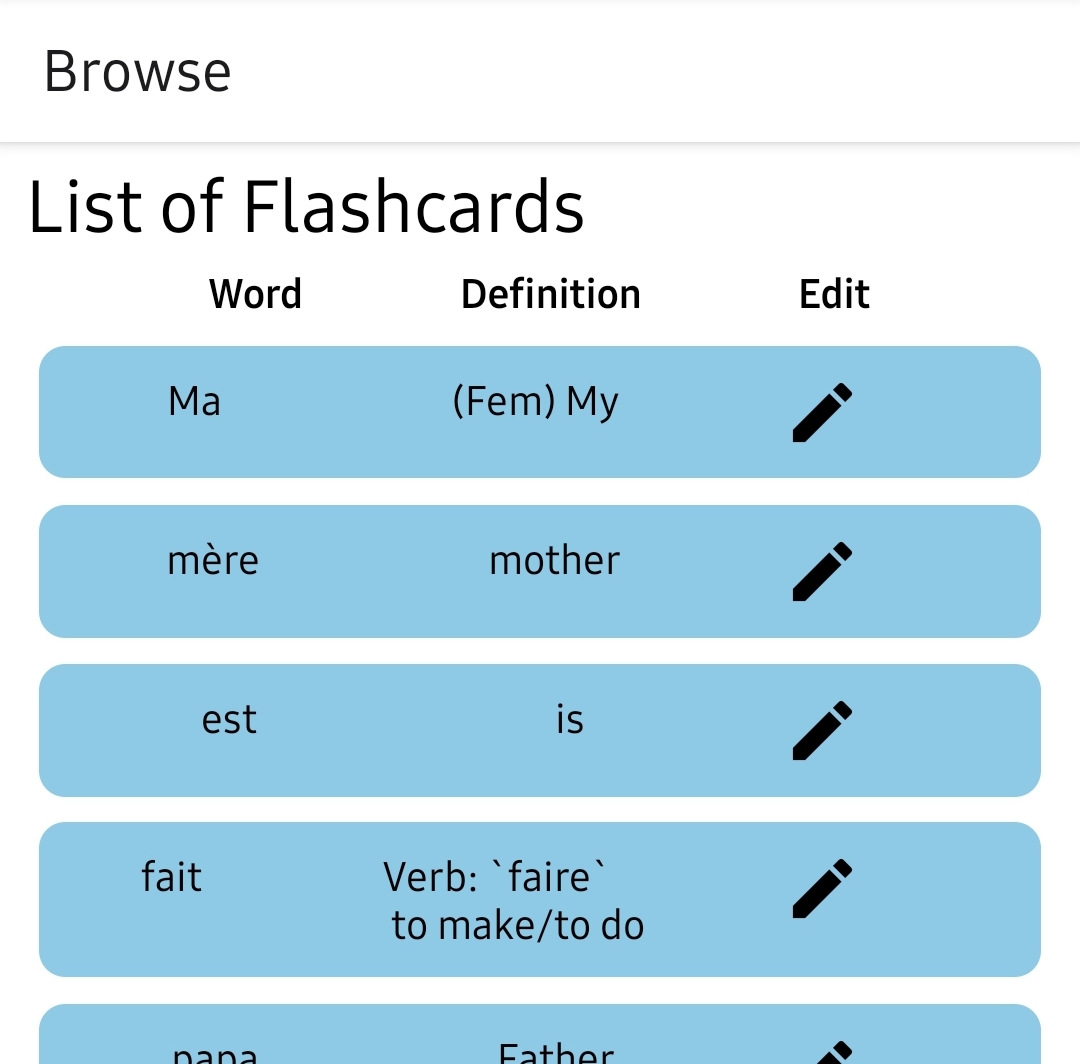 Browse
List of Flashcards
Word Definition Edit
Ma (Fem) My
mère mother
est is
fait Verb: `faire`
to make/to do
papa Father